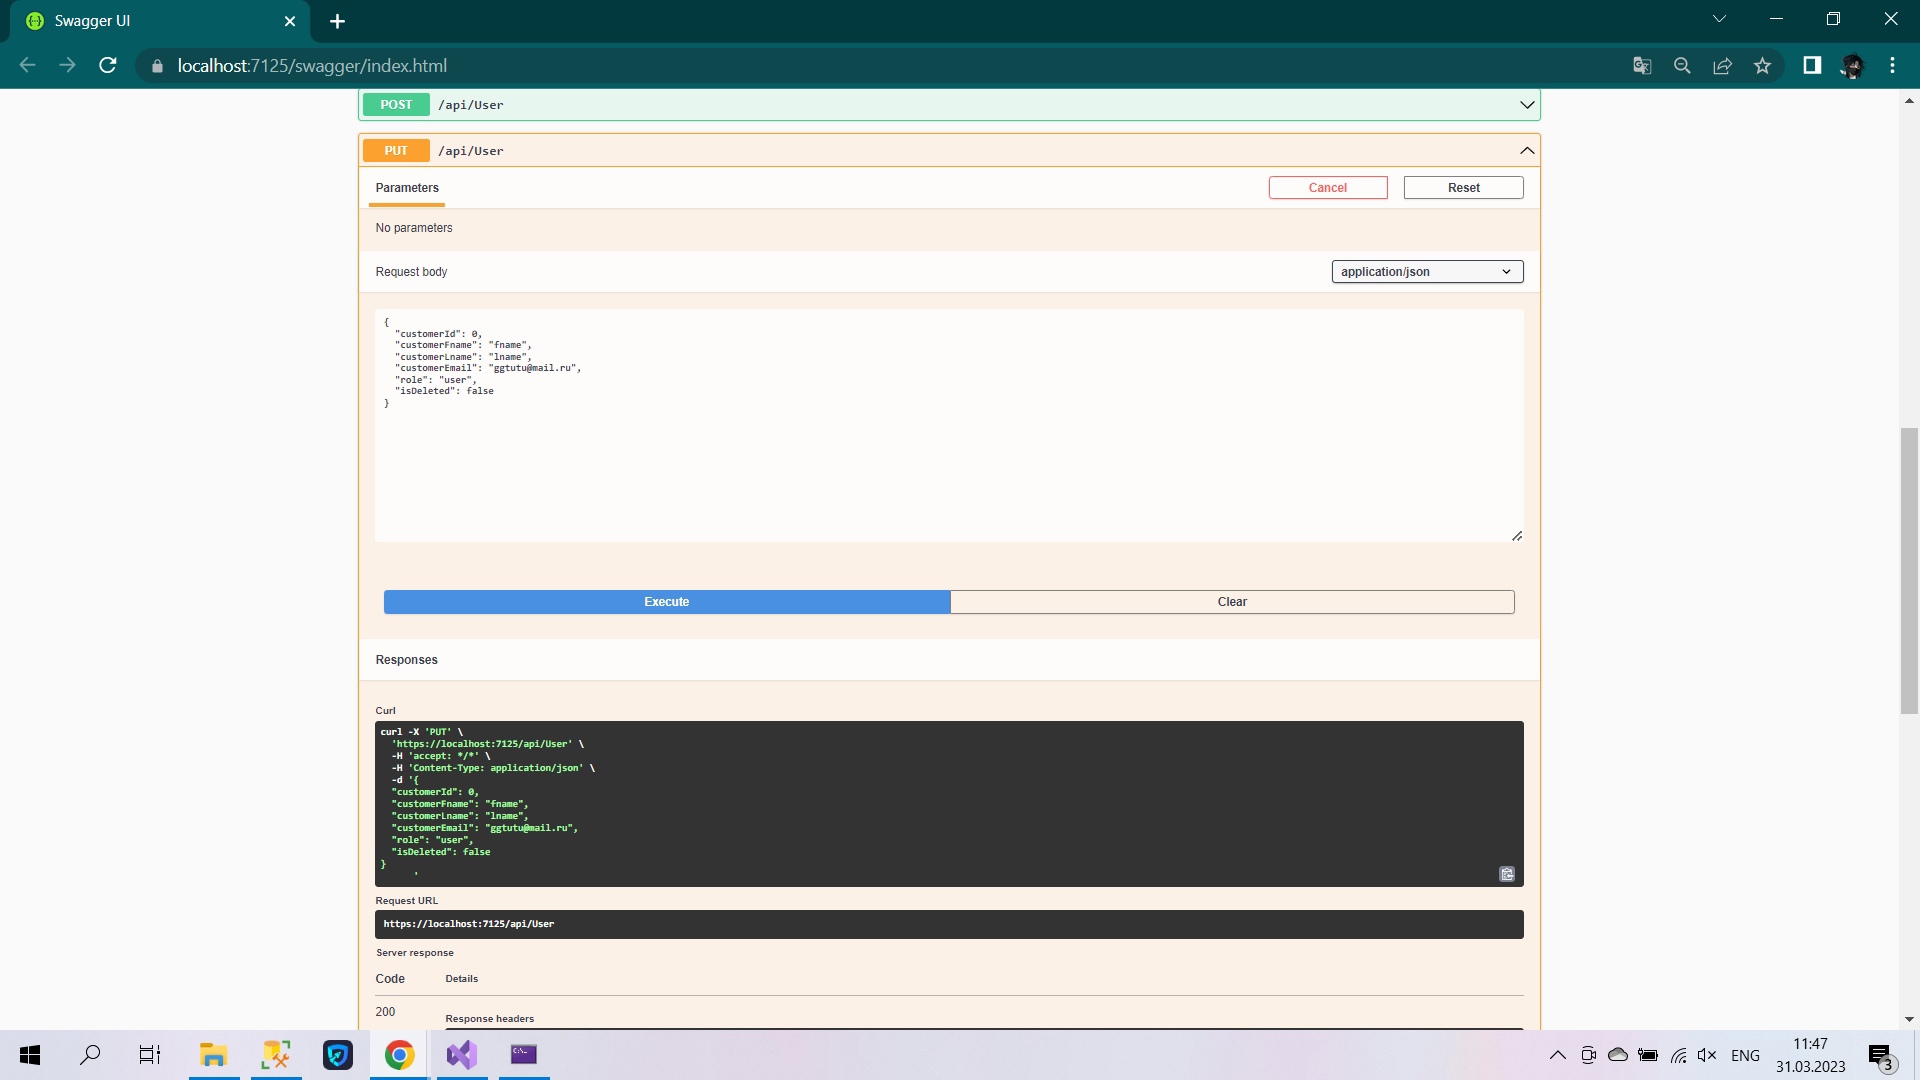 Swagger UI
localhost:7125/swagger/index.html
POST /api/User
PUT /api/User
Parameters
Cancel
Reset
No parameters
Request body
application/json
{
"customerId": 0,
"customerFname": "fname",
"customerLname": "lname",
"customerEmail": "ggtutu@mail.ru",
"role": "user",
"isDeleted": false
}
Execute
Clear
Responses
Curl
curl -X 'PUT' \
'https://localhost:7125/api/User' \
-H 'accept: */*' \
-H 'Content-Type: application/json' \
-d '{
"customerId": 0,
"customerFname": "fname",
"customerLname": "lname",
"customerEmail": "ggtutu@mail.ru",
"role": "user",
"isDeleted": false
}
'
Request URL
https://localhost:7125/api/User
Server response
Code Details
200
Response headers
ENG
11:47
31.03.2023
3